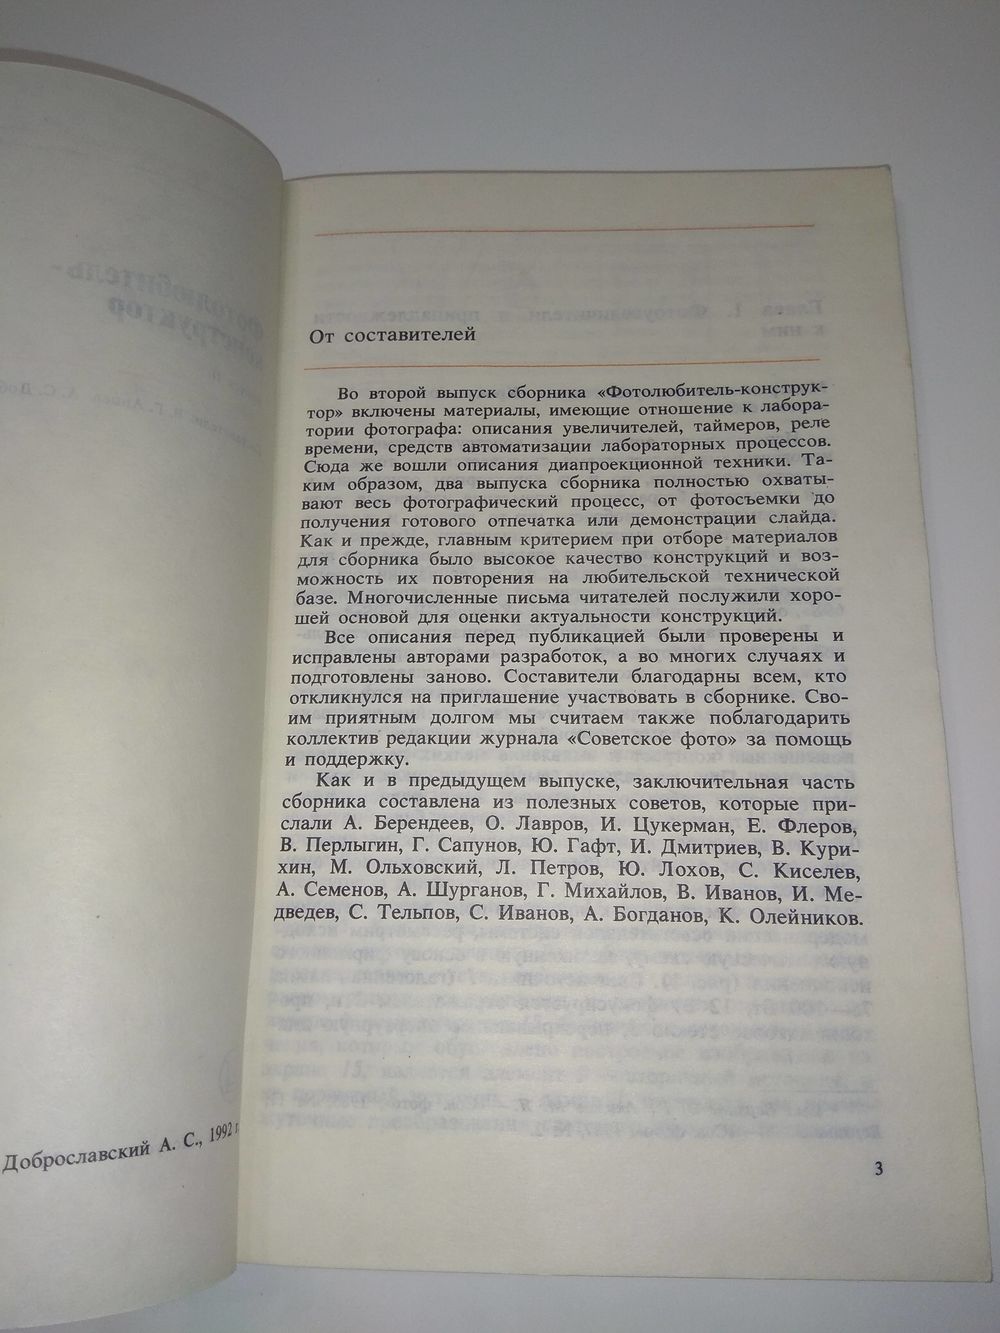 От составителей
Во второй выпуск сборника «Фотолюбитель-конструк-
тор» включены материалы, имеющие отношение к лабора-
тории фотографа: описания увеличителей, таймеров, реле
времени, средств автоматизации лабораторных процессов.
Сюда же вошли описания диапроекционной техники. Та-
ким образом, два выпуска сборника полностью охваты-
вают весь фотографический процесс, от фотосъемки до
получения готового отпечатка или демонстрации слайда.
Как и прежде, главным критерием при отборе материалов
для сборника было высокое качество конструкций и воз-
можность их повторения на любительской технической
базе. Многочисленные письма читателей послужили хоро-
шей основой для оценки актуальности конструкций.
Все описания перед публикацией были проверены и
исправлены авторами разработок, а во многих случаях и
подготовлены заново. Составители благодарны всем, кто
откликнулся на приглашение участвовать в сборнике. Сво-
им приятным долгом мы считаем также поблагодарить
коллектив редакции журнала «Советское фото» за помощь
и поддержку.
Как и в предыдущем выпуске, заключительная часть
сборника составлена из полезных советов, которые при-
слали А. Берендеев, О. Лавров, И. Цукерман, Е. Флеров,
В. Перлыгин, Г. Сапунов, Ю. Гафт, И. Дмитриев, В. Кури-
хин, М. Ольховский, Л. Петров, Ю. Лохов, С. Киселев,
А. Семенов, А. Шурганов, Г. Михайлов, В. Иванов, И. Ме-
дведев, С. Тельпов, С. Иванов, А. Богданов, К. Олейников.
3
Доброславский А. С., 1992 г.